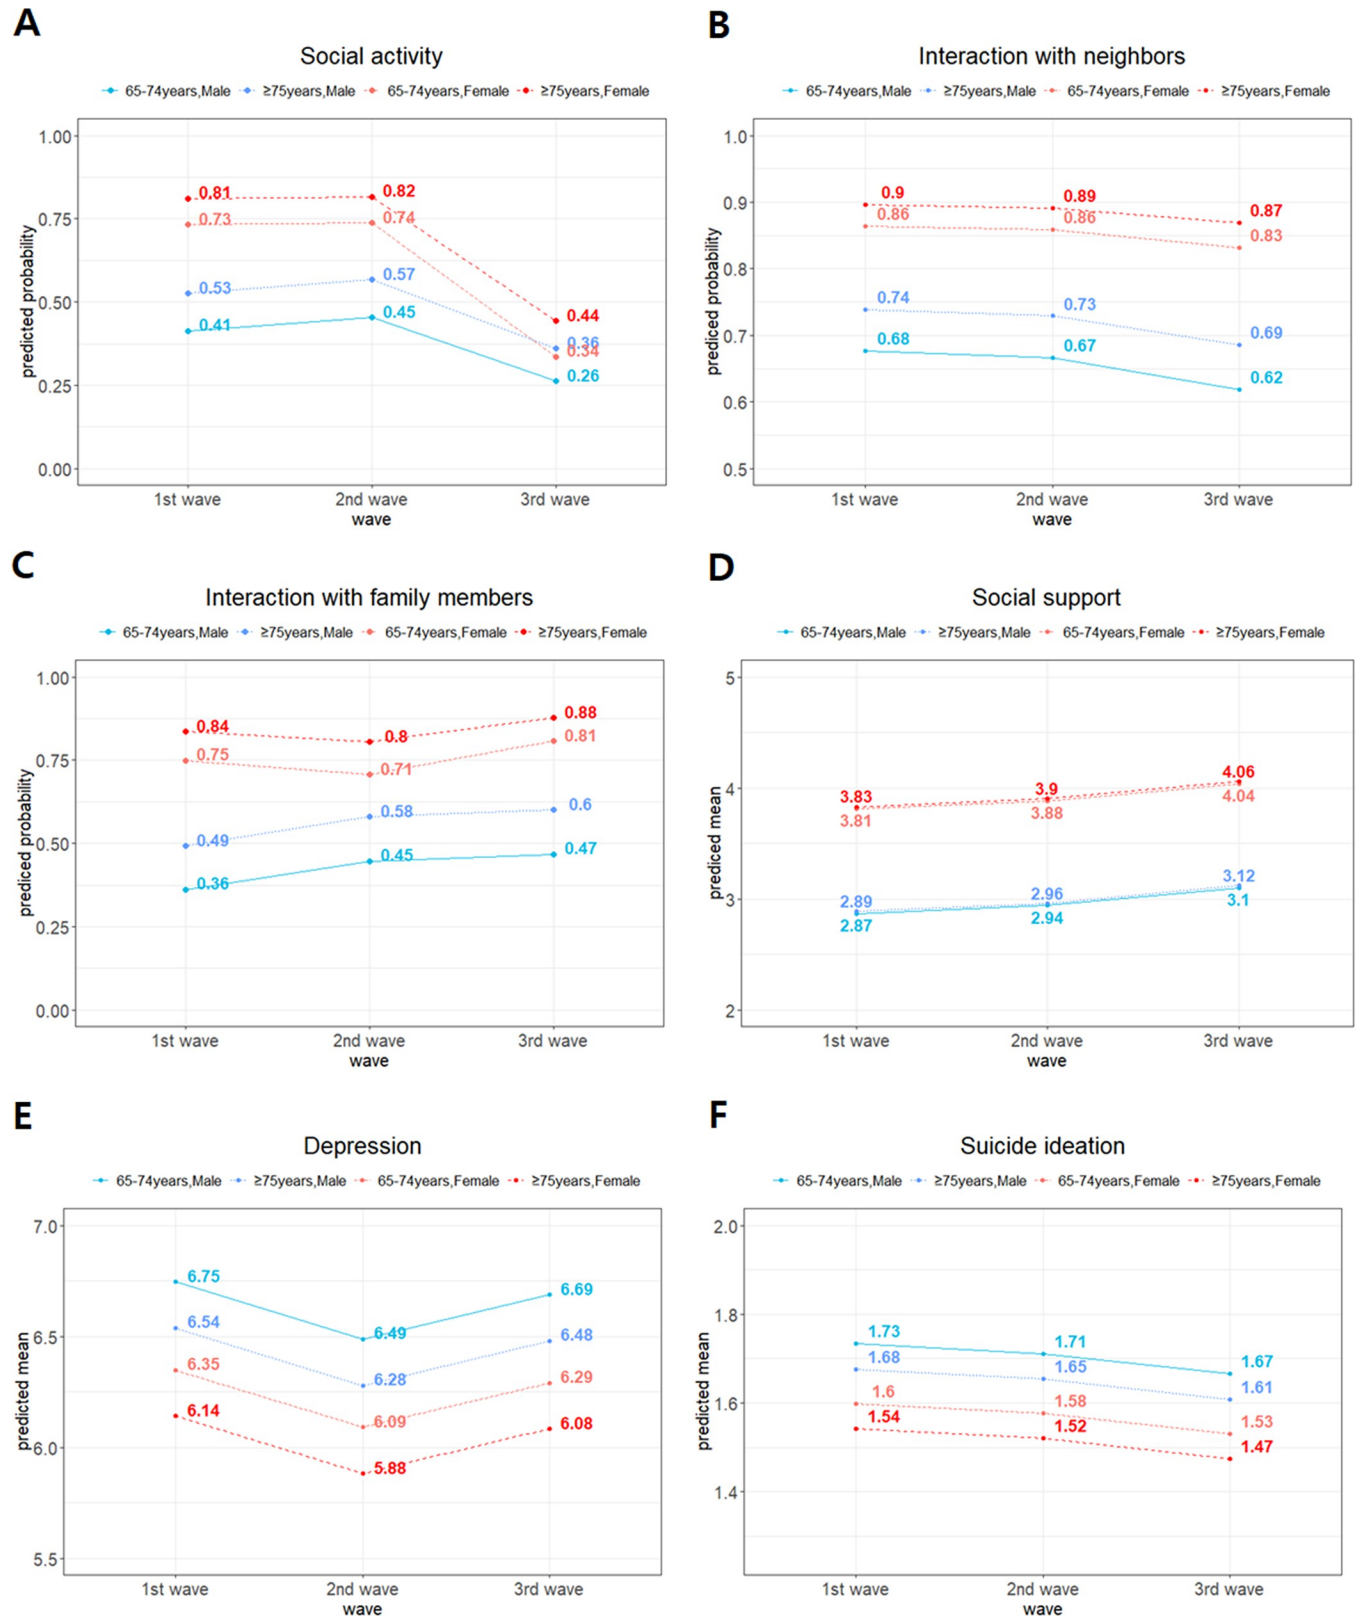 A
Social activity
65-74years,Male ≥75years,Male 65-74years,Female ≥75years,Female
1.00
0.75
0.50
0.25
0.00
predicted probability
0.81
0.82
0.73
0.74
0.53
0.57
0.41
0.45
0.44
0.36
0.34
0.26
1st wave 2nd wave 3rd wave
wave
B
Interaction with neighbors
65-74years,Male ≥75years,Male 65-74years,Female ≥75years,Female
1.0
0.9
0.8
0.7
0.6
0.5
prediced probability
0.9
0.89
0.87
0.86
0.86
0.83
0.74
0.73
0.69
0.68
0.67
0.62
1st wave 2nd wave 3rd wave
wave
C
Interaction with family members
65-74years,Male ≥75years,Male 65-74years,Female ≥75years,Female
1.00
0.75
0.50
0.25
0.00
prediced probability
0.84
0.8
0.88
0.75
0.71
0.81
0.49
0.58
0.6
0.36
0.45
0.47
1st wave 2nd wave 3rd wave
wave
D
Social support
65-74years,Male ≥75years,Male 65-74years,Female ≥75years,Female
5
4
3
2
prediced mean
3.83
3.9
4.06
3.81
3.88
4.04
2.89
2.96
3.12
2.87
2.94
3.1
1st wave 2nd wave 3rd wave
wave
E
Depression
65-74years,Male ≥75years,Male 65-74years,Female ≥75years,Female
7.0
6.5
6.0
5.5
predicted mean
6.75
6.49
6.69
6.54
6.28
6.48
6.35
6.09
6.29
6.14
5.88
6.08
1st wave 2nd wave 3rd wave
wave
F
Suicide ideation
65-74years,Male ≥75years,Male 65-74years,Female ≥75years,Female
2.0
1.8
1.6
1.4
predicted mean
1.73
1.71
1.67
1.68
1.65
1.61
1.6
1.58
1.53
1.54
1.52
1.47
1st wave 2nd wave 3rd wave
wave